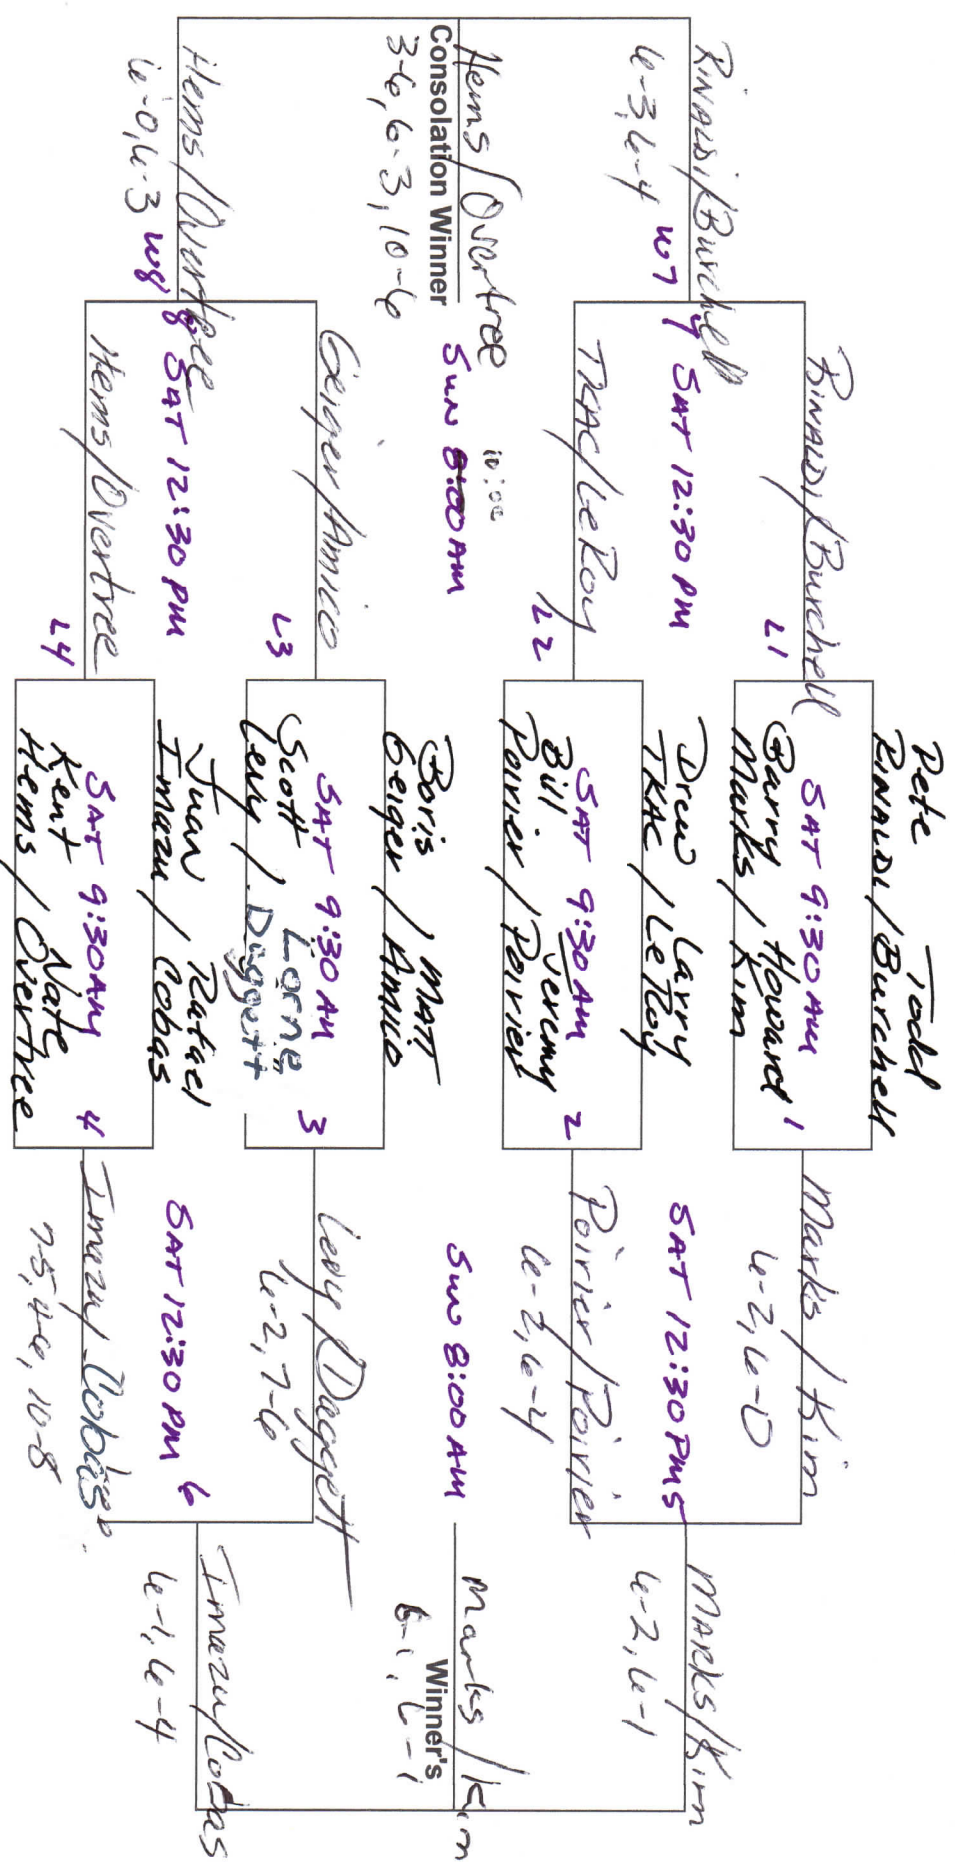 Rinaldi/Burchell
6-3, 6-4 W7
Hems/Overtree
Consolation Winner
3-6, 6-3, 10-6
Hems/Overtree
6-0, 6-3 W8
Rinaldi/Burchell
L1
7 SAT 12:30 PM
TKAC/LeRoy
L2
10:00
Sun 8:00 AM
Geiger/Amico
L3
8 SAT 12:30 PM
Hems/Overtree
L4
Pete Todd
Rinaldi/Burchell
SAT 9:30 AM 1
Barry Howard
Marks/Kim
Drew Larry
TKAC/LeRoy
SAT 9:30 AM 2
Bill Jeremy
Poirier/Poirier
Boris Matt
Geiger/Amico
SAT 9:30 AM 3
Scott Lorne
Levy/Daggett
Juan Rafael
Imazu/Cobas
SAT 9:30 AM 4
Kent Nate
Hems/Overtree
Marks/Kim
6-2, 6-0
SAT 12:30 PM 5
Poirier/Poirier
6-2, 6-4
Sun 8:00 AM
Levy/Daggett
6-2, 7-6
SAT 12:30 PM 6
Imazu/Cobas
7-5, 4-6, 10-8
Marks/Kim
6-2, 6-1
Marks/Kim
Winner's
6-1, 6-1
Imazu/Cobas
6-1, 6-4